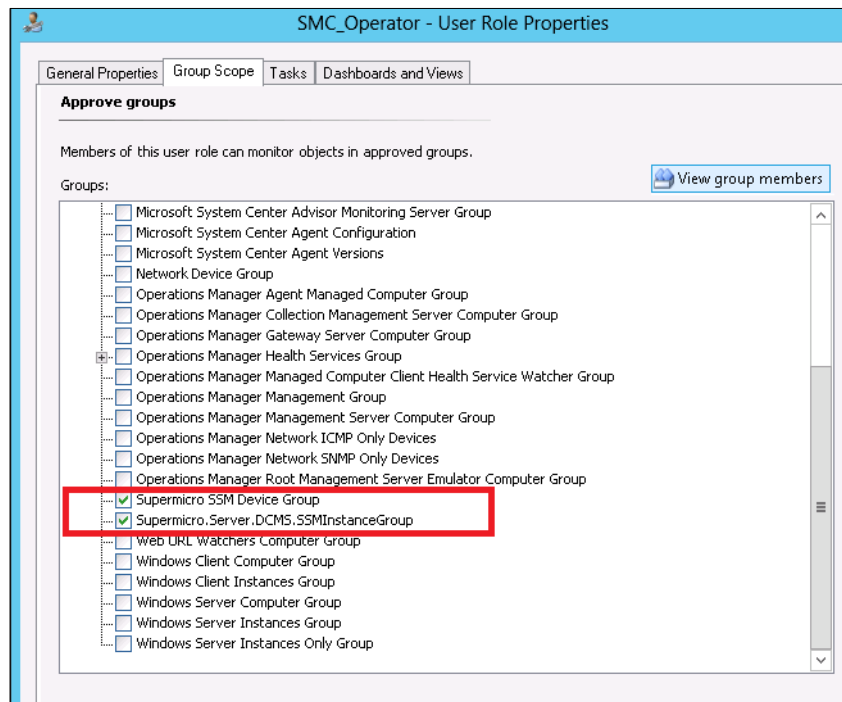 SMC_Operator - User Role Properties
General Properties Group Scope Tasks Dashboards and Views
Approve groups
Members of this user role can monitor objects in approved groups.
View group members
Groups:
Microsoft System Center Advisor Monitoring Server Group
Microsoft System Center Agent Configuration
Microsoft System Center Agent Versions
Network Device Group
Operations Manager Agent Managed Computer Group
Operations Manager Collection Management Server Computer Group
Operations Manager Gateway Server Computer Group
Operations Manager Health Services Group
Operations Manager Managed Computer Client Health Service Watcher Group
Operations Manager Management Group
Operations Manager Management Server Computer Group
Operations Manager Network ICMP Only Devices
Operations Manager Network SNMP Only Devices
Operations Manager Root Management Server Emulator Computer Group
Supermicro SSM Device Group
Supermicro.Server.DCMS.SSMInstanceGroup
Web URL Watchers Computer Group
Windows Client Computer Group
Windows Client Instances Group
Windows Server Computer Group
Windows Server Instances Group
Windows Server Instances Only Group